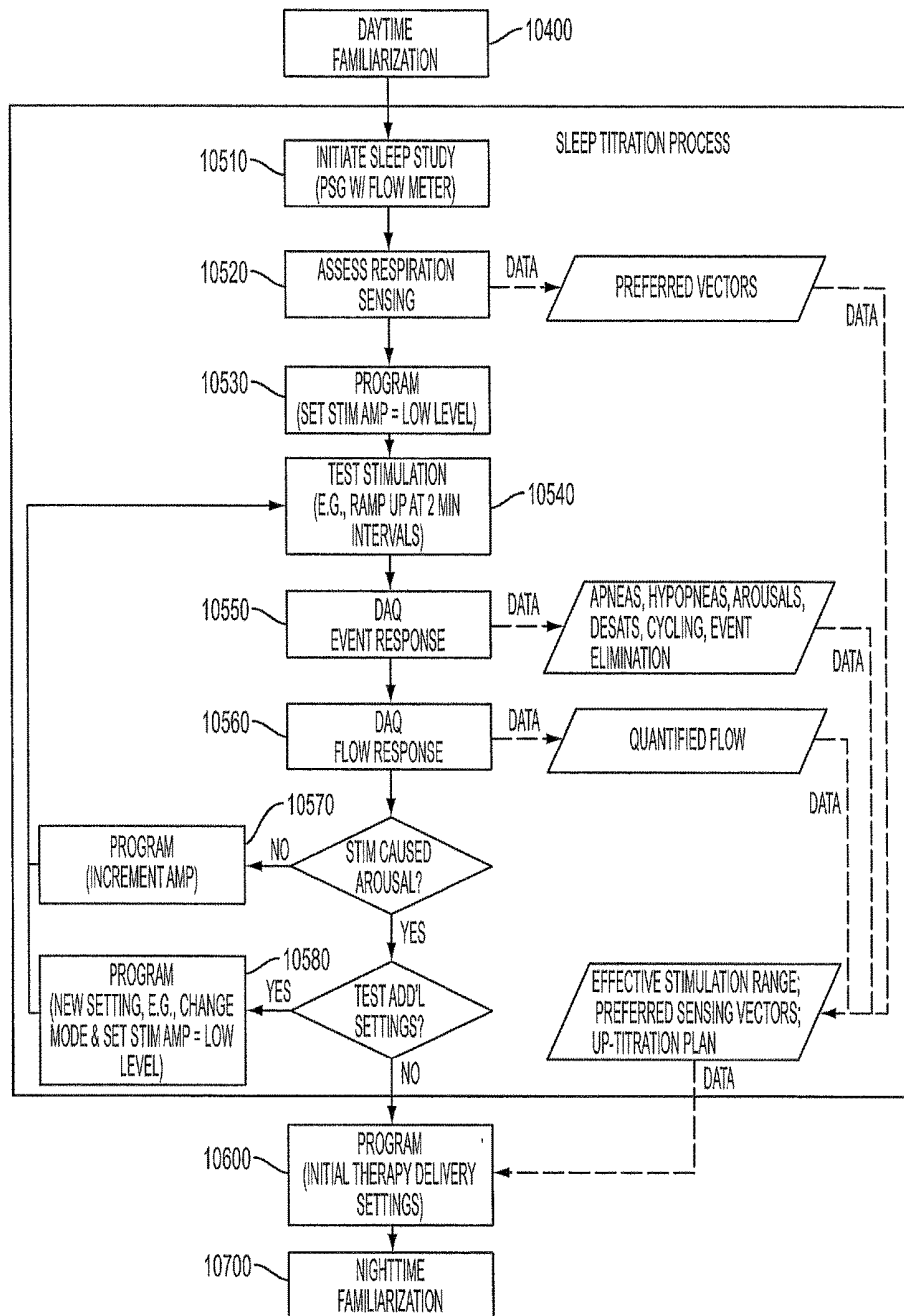 DAYTIME
FAMILIARIZATION
10400
SLEEP TITRATION PROCESS
10510
INITIATE SLEEP STUDY
(PSG W/ FLOW METER)
10520
ASSESS RESPIRATION
SENSING
DATA
PREFERRED VECTORS
DATA
10530
PROGRAM
(SET STIM AMP = LOW LEVEL)
TEST STIMULATION
(E.G., RAMP UP AT 2 MIN
INTERVALS)
10540
10550
DAQ
EVENT RESPONSE
DATA
APNEAS, HYPOPNEAS, AROUSALS,
DESATS, CYCLING, EVENT
ELIMINATION
DATA
10560
DAQ
FLOW RESPONSE
DATA
QUANTIFIED FLOW
DATA
10570
PROGRAM
(INCREMENT AMP)
NO
STIM CAUSED
AROUSAL?
YES
10580
PROGRAM
(NEW SETTING, E.G., CHANGE
MODE & SET STIM AMP = LOW
LEVEL)
YES
TEST ADD'L
SETTINGS?
NO
EFFECTIVE STIMULATION RANGE;
PREFERRED SENSING VECTORS;
UP-TITRATION PLAN
DATA
10600
PROGRAM
(INITIAL THERAPY DELIVERY
SETTINGS)
10700
NIGHTTIME
FAMILIARIZATION